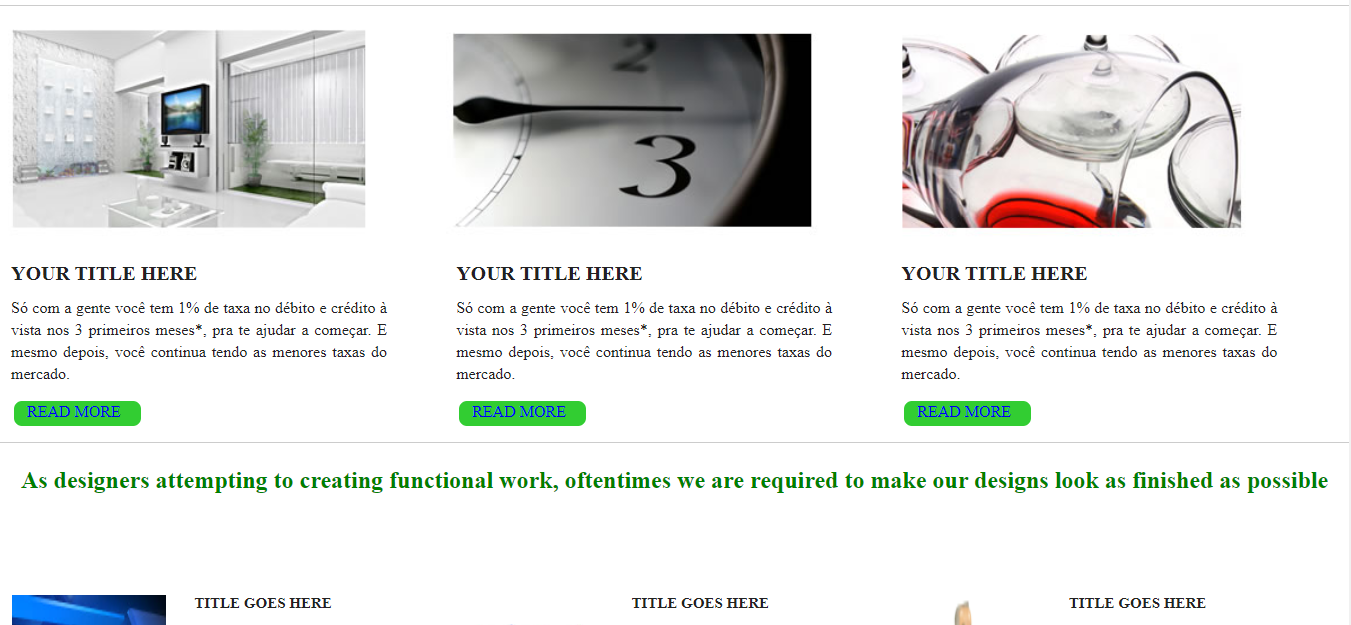 2
3
YOUR TITLE HERE
Só com a gente você tem 1% de taxa no débito e crédito à
vista nos 3 primeiros meses*, pra te ajudar a começar. E
mesmo depois, você continua tendo as menores taxas do
mercado.
READ MORE
YOUR TITLE HERE
Só com a gente você tem 1% de taxa no débito e crédito à
vista nos 3 primeiros meses*, pra te ajudar a começar. E
mesmo depois, você continua tendo as menores taxas do
mercado.
READ MORE
YOUR TITLE HERE
Só com a gente você tem 1% de taxa no débito e crédito à
vista nos 3 primeiros meses*, pra te ajudar a começar. E
mesmo depois, você continua tendo as menores taxas do
mercado.
READ MORE
As designers attempting to creating functional work, oftentimes we are required to make our designs look as finished as possible
TITLE GOES HERE
TITLE GOES HERE
TITLE GOES HERE